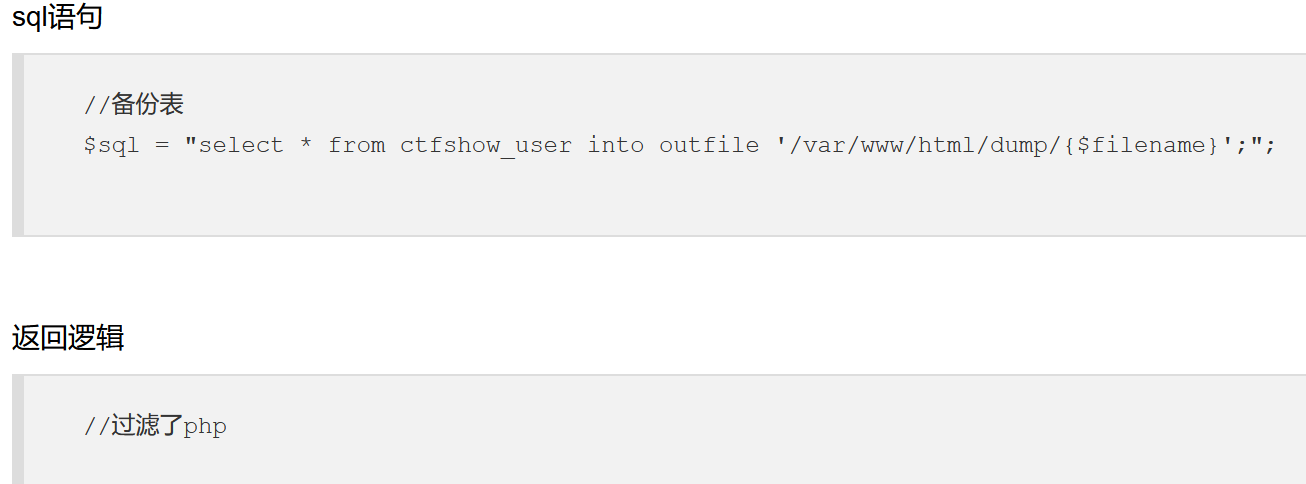 sql语句
//备份表
$sql = "select * from ctfshow_user into outfile '/var/www/html/dump/{$filename}';";
返回逻辑
//过滤了php